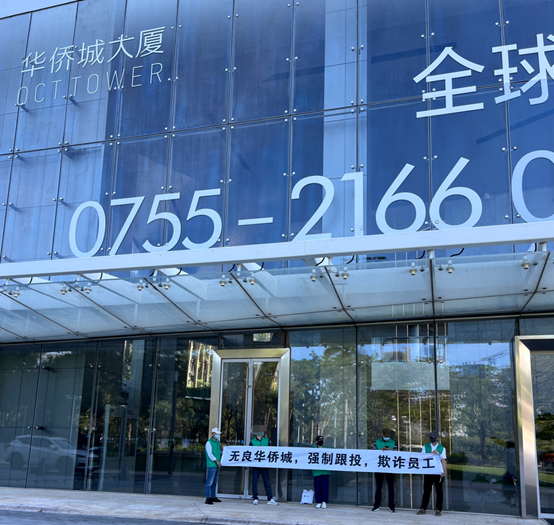 华侨城大厦
OCT TOWER
全球
0755-2166 0
无良华侨城，强制跟投，欺诈员工